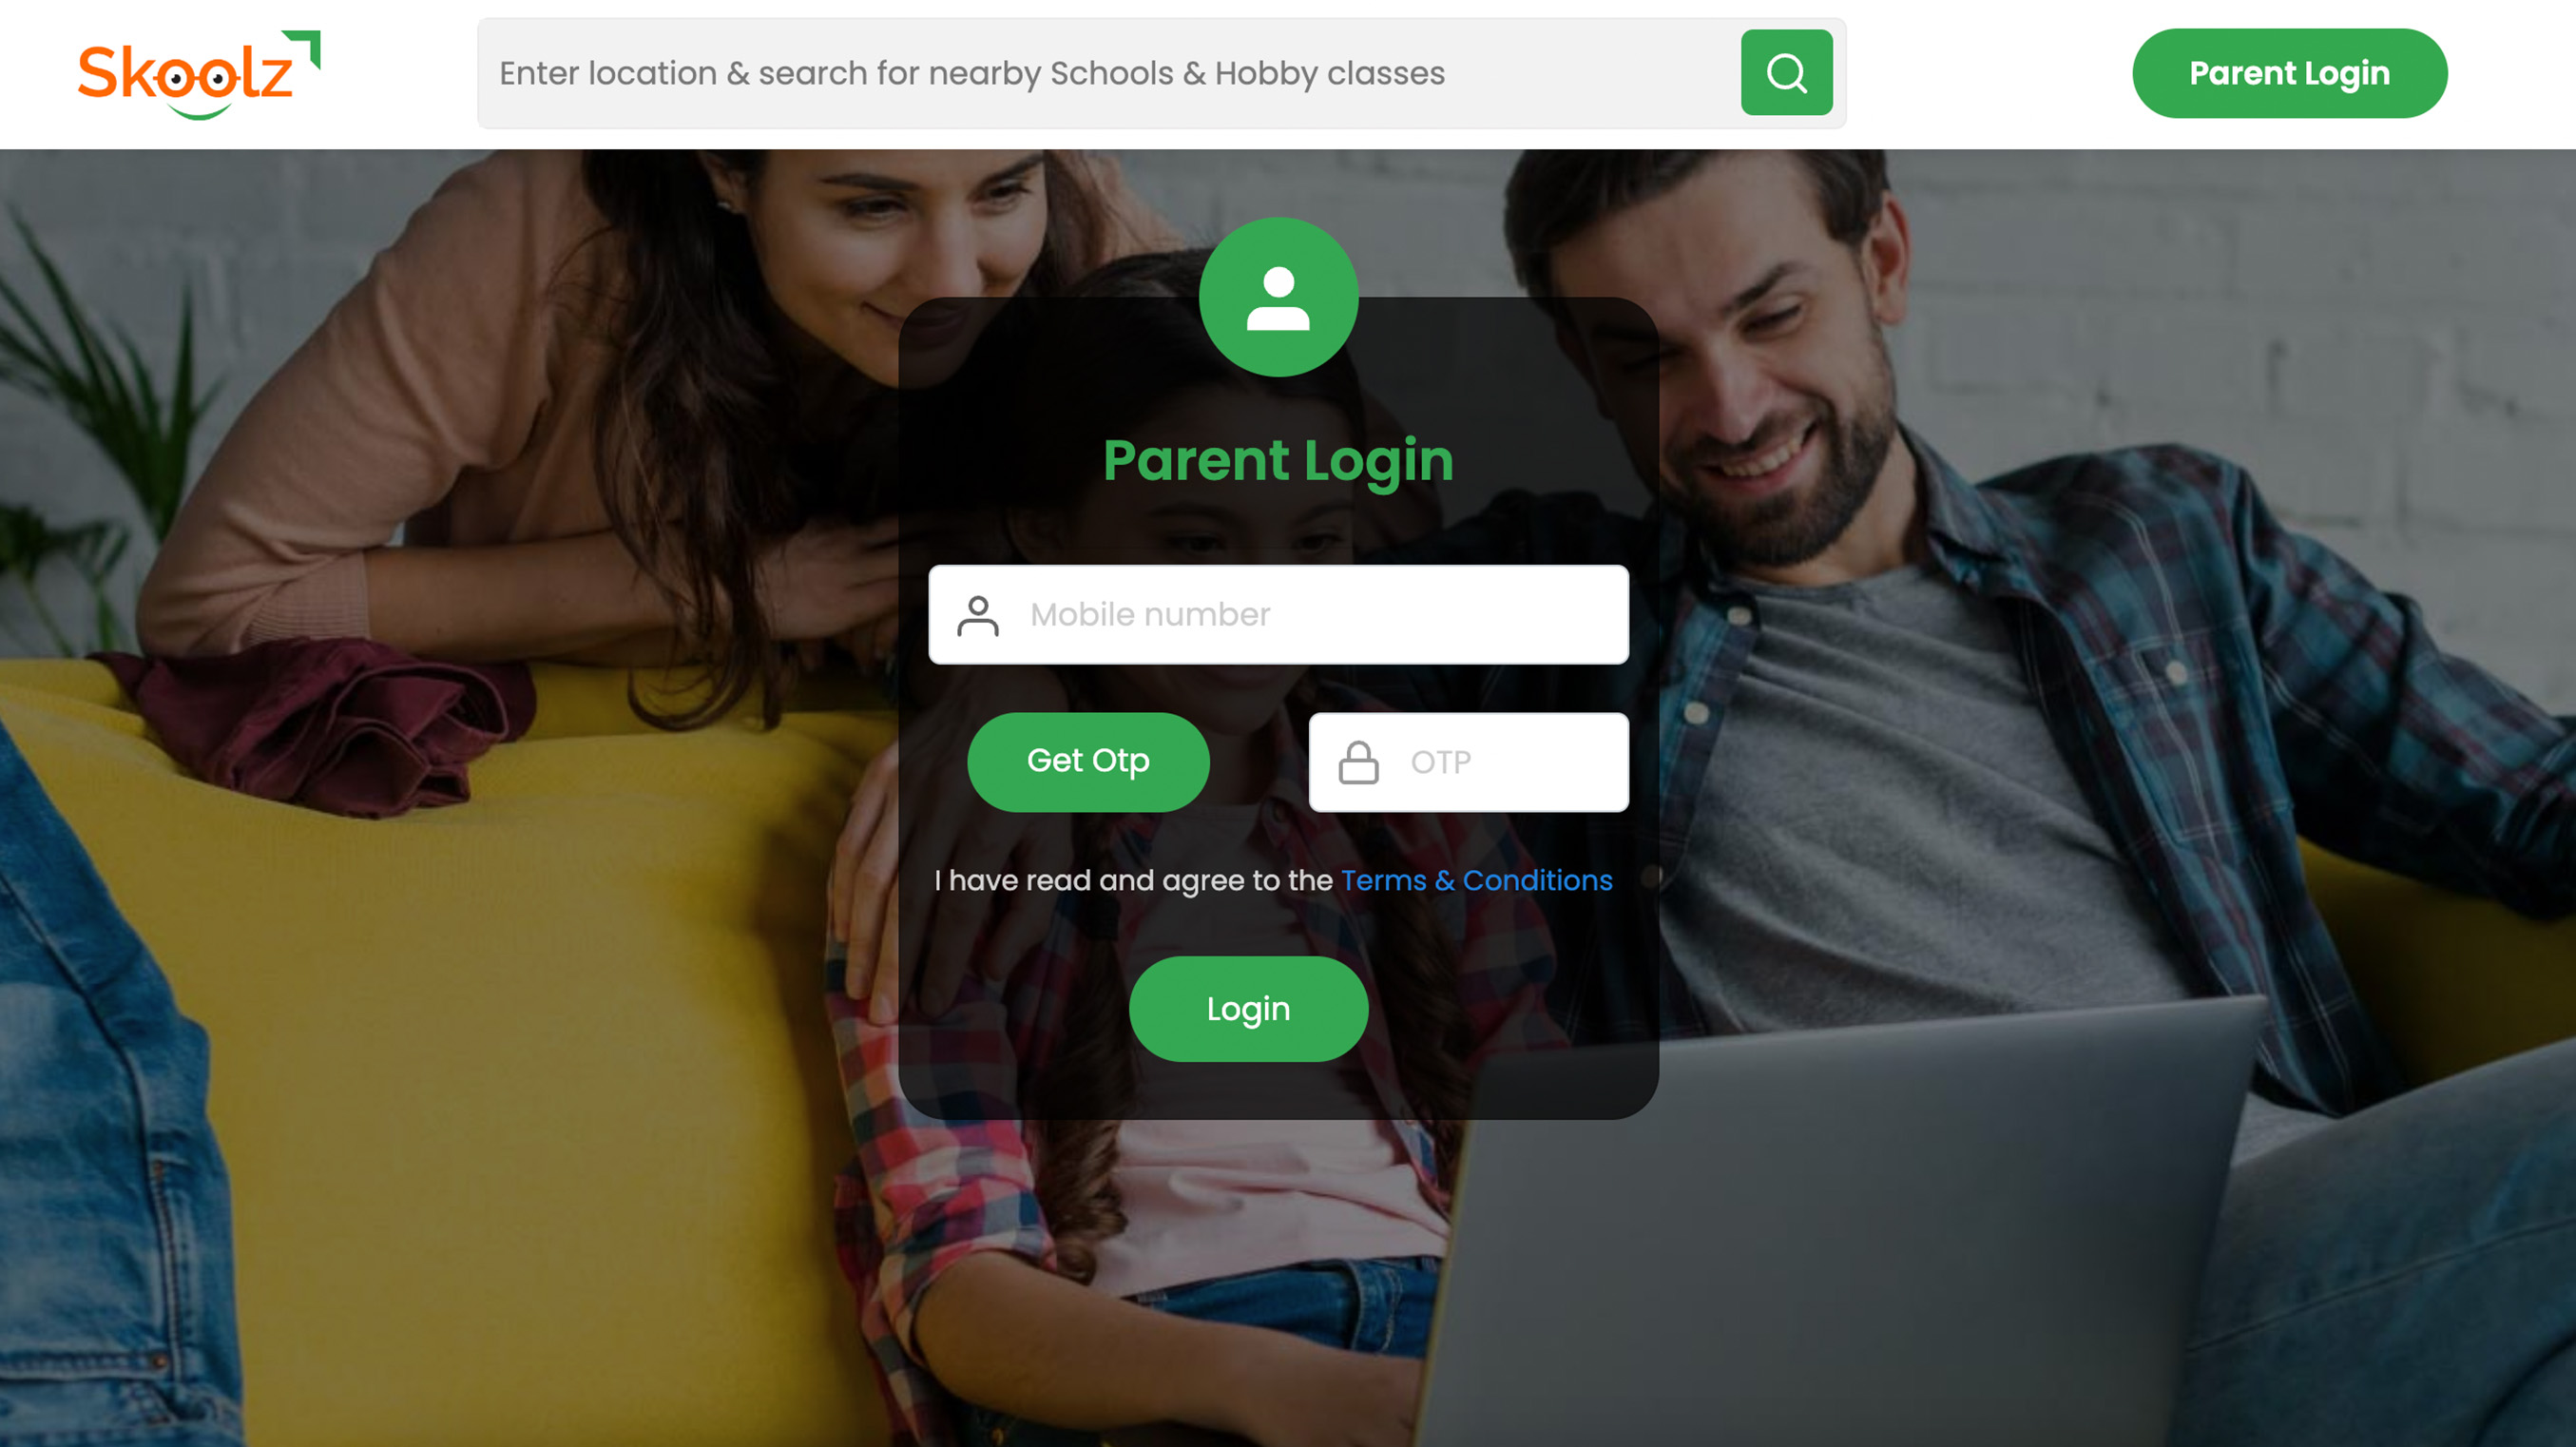 Skoolz
Enter location & search for nearby Schools & Hobby classes
Parent Login
Parent Login
Mobile number
Get Otp
OTP
I have read and agree to the Terms & Conditions
Login